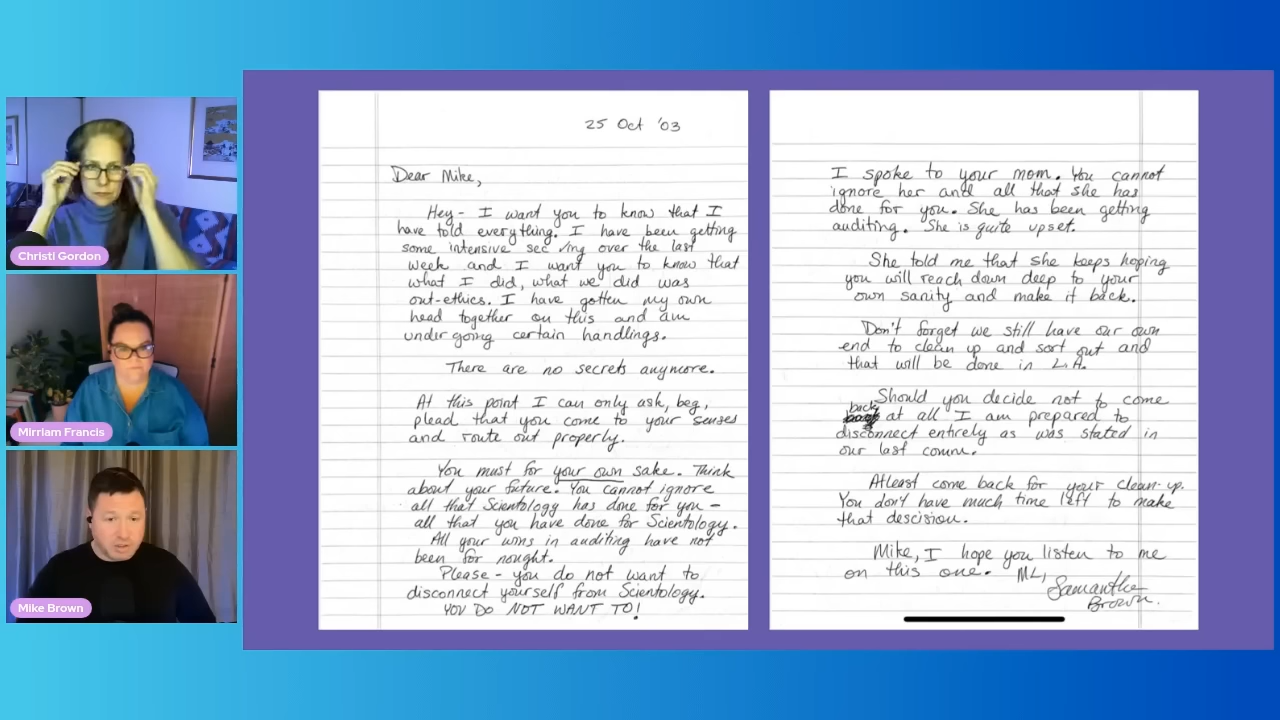 Christi Gordon
Mirriam Francis
Mike Brown
25 Oct '03
Dear Mike,
Hey - I want you to know that I
have told everything. I have been getting
some intensive sec √ing over the last
week and I want you to know that
what I did, what we did was
out-ethics. I have gotten my own
head together on this and am
undergoing certain handlings.
There are no secrets anymore.
At this point I can only ask, beg,
plead that you come to your senses
and route out properly.
You must for your own sake. Think
about your future. You cannot ignore
all that Scientology has done for you -
all that you have done for Scientology.
All your wins in auditing have not
been for nought.
Please - you do not want to
disconnect yourself from Scientology.
YOU DO NOT WANT TO!
I spoke to your mom. You cannot
ignore her and all that she has
done for you. She has been getting
auditing. She is quite upset.
She told me that she keeps hoping
you will reach down deep to your
own sanity and make it back.
Don't forget we still have our own
end to clean up and sort out and
that will be done in L.A.
Should you decide not to come
back at all I am prepared to
disconnect entirely as was stated in
our last comm.
Atleast come back for your clean-up.
You don't have much time left to make
that descision.
Mike, I hope you listen to me
on this one. ML,
Samantha
Brown.